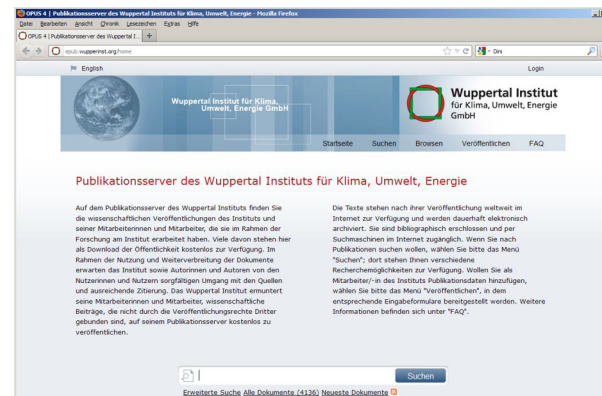 OPUS 4 | Publikationsserver des Wuppertal Instituts für Klima, Umwelt, Energie - Mozilla Firefox
Datei Bearbeiten Ansicht Chronik Lesezeichen Extras Hilfe
OPUS 4 | Publikationsserver des Wuppertal I... +
epub.wupperinst.org/home
English
Login
Wuppertal Institut für Klima,
Umwelt, Energie GmbH
Wuppertal Institut
für Klima, Umwelt, Energie
GmbH
Startseite Suchen Browsen Veröffentlichen FAQ
Publikationsserver des Wuppertal Instituts für Klima, Umwelt, Energie
Auf dem Publikationsserver des Wuppertal Instituts finden Sie
die wissenschaftlichen Veröffentlichungen des Instituts und
seiner Mitarbeiterinnen und Mitarbeiter, die sie im Rahmen der
Forschung am Institut erarbeitet haben. Viele davon stehen hier
als Download der Öffentlichkeit kostenlos zur Verfügung. Im
Rahmen der Nutzung und Weiterverbreitung der Dokumente
erwarten das Institut sowie Autorinnen und Autoren von den
Nutzerinnen und Nutzern sorgfältigen Umgang mit den Quellen
und ausreichende Zitierung. Das Wuppertal Institut ermuntert
seine Mitarbeiterinnen und Mitarbeiter, wissenschaftliche
Beiträge, die nicht durch die Veröffentlichungsrechte Dritter
gebunden sind, auf seinem Publikationsserver kostenlos zu
veröffentlichen.
Die Texte stehen nach ihrer Veröffentlichung weltweit im
Internet zur Verfügung und werden dauerhaft elektronisch
archiviert. Sie sind bibliographisch erschlossen und per
Suchmaschinen im Internet zugänglich. Wenn Sie nach
Publikationen suchen wollen, wählen Sie bitte das Menü
"Suchen"; dort stehen Ihnen verschiedene
Recherchemöglichkeiten zur Verfügung. Wollen Sie als
Mitarbeiter/-in des Instituts Publikationsdaten hinzufügen,
wählen Sie bitte das Menü "Veröffentlichen", in dem
entsprechende Eingabeformulare bereitgestellt werden. Weitere
Informationen befinden sich unter "FAQ".
Suchen
Erweiterte Suche Alle Dokumente (4136) Neueste Dokumente